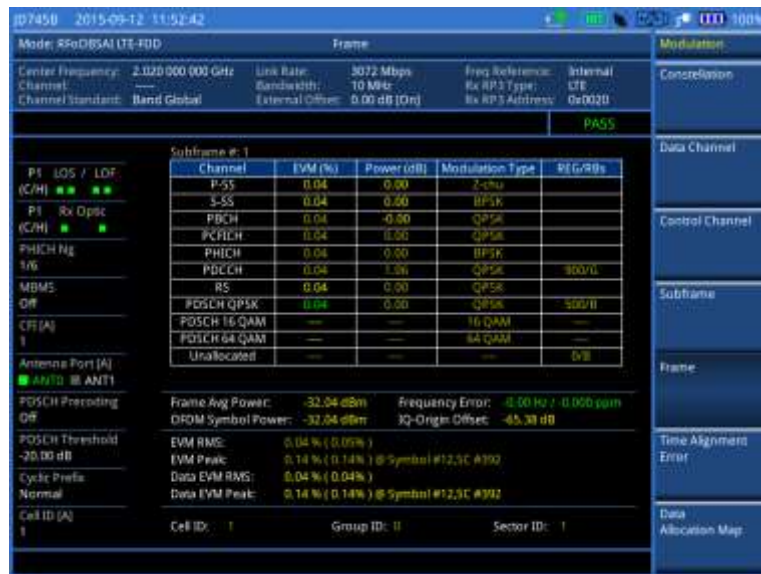 JD745B 2015-09-12 11:52:42
100%
Mode: RFoOBSAI LTE-FDD Frame
Modulation
Center Frequency: 2.020 000 000 GHz Link Rate: 3072 Mbps Freq Reference: Internal
Channel: ---- Bandwidth: 10 MHz Rx RP3 Type: LTE
Channel Standard: Band Global External Offset: 0.00 dB [On] Rx RP3 Address: 0x0020
PASS
Constellation
Data Channel
Control Channel
Subframe
Frame
Time Alignment Error
Data Allocation Map
P1 LOS / LOF
(C/H)
P1 Rx Optic
(C/H)
PHICH Ng
1/6
MBMS
Off
CFI [A]
1
Antenna Port [A]
ANT0 ANT1
PDSCH Precoding
Off
PDSCH Threshold
-20.00 dB
Cyclic Prefix
Normal
Cell ID [A]
1
Subframe #: 1
Channel EVM (%) Power (dB) Modulation Type REG/RBs
P-SS 0.04 0.00 Z-chu
S-SS 0.04 0.00 BPSK
PBCH 0.04 -0.00 QPSK
PCFICH 0.04 0.00 QPSK
PHICH 0.04 0.00 BPSK
PDCCH 0.04 1.06 QPSK
RS 0.04 0.00 QPSK
PDSCH QPSK 0.04 0.00 QPSK
PDSCH 16 QAM ---- ---- 16 QAM ----
PDSCH 64 QAM ---- ---- 64 QAM ----
Unallocated ---- ---- ----
Frame Avg Power: -32.04 dBm Frequency Error: -0.00 Hz / -0.000 ppm
OFDM Symbol Power: -32.04 dBm IQ-Origin Offset: -65.38 dB
EVM RMS: 0.04 % ( 0.05% )
EVM Peak: 0.14 % ( 0.14% ) @ Symbol #12,SC #392
Data EVM RMS: 0.04 % ( 0.04% )
Data EVM Peak: 0.14 % ( 0.14% ) @ Symbol #12,SC #392
Cell ID: 1 Group ID: 0 Sector ID: 1